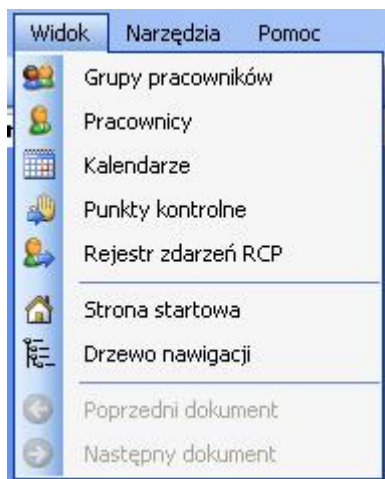 Widok Narzędzia Pomoc
Grupy pracowników
Pracownicy
Kalendarze
Punkty kontrolne
Rejestr zdarzeń RCP
Strona startowa
Drzewo nawigacji
Poprzedni dokument
Następny dokument